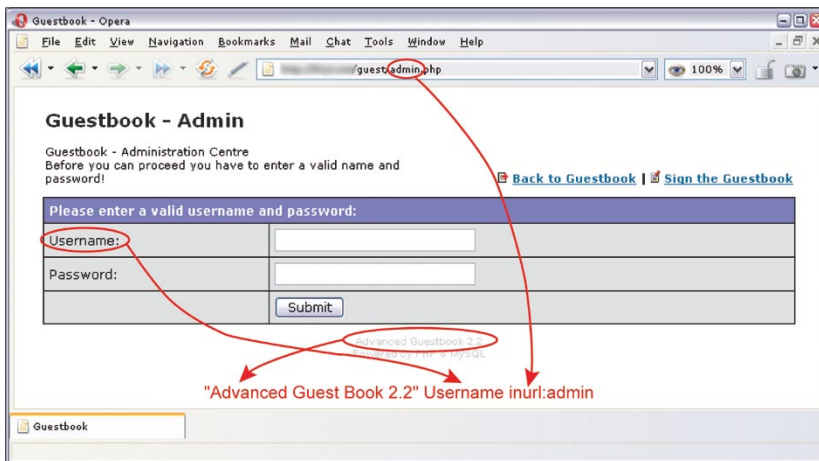 Guestbook - Opera
File Edit View Navigation Bookmarks Mail Chat Tools Window Help
/guest/admin.php
100%
Guestbook - Admin
Guestbook - Administration Centre
Before you can proceed you have to enter a valid name and
password!
Back to Guestbook | Sign the Guestbook
Please enter a valid username and password:
Username:
Password:
Submit
Advanced Guestbook 2.2
Powered by PHP & MySQL
"Advanced Guest Book 2.2" Username inurl:admin
Guestbook